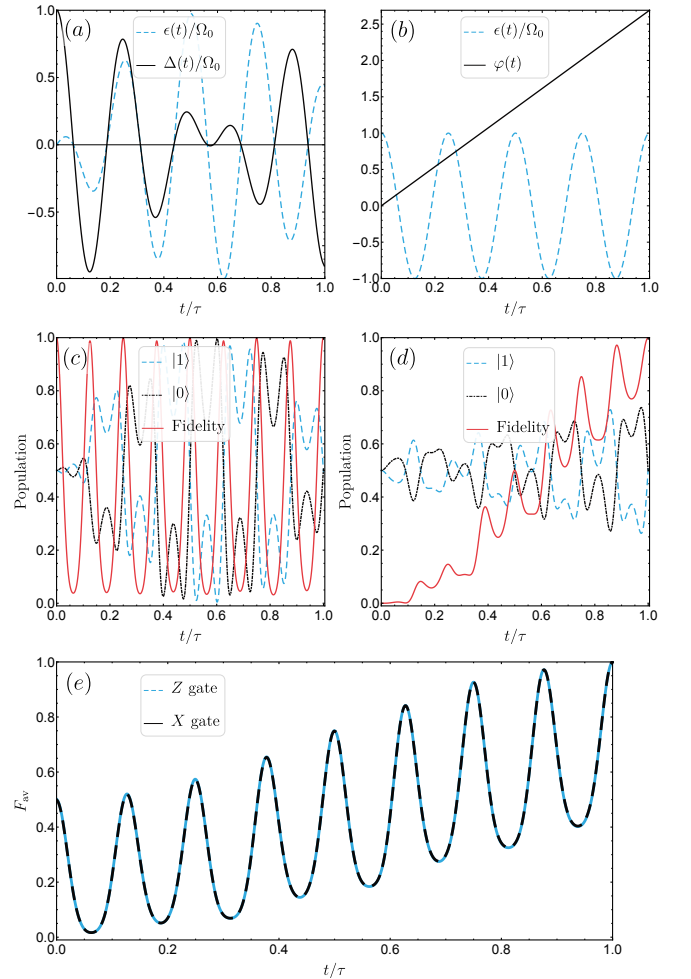 (a)
ϵ(t)/Ω₀
Δ(t)/Ω₀
1.0
0.5
0.0
−0.5
0.0 0.2 0.4 0.6 0.8 1.0
t/τ
(b)
ϵ(t)/Ω₀
φ(t)
2.5
2.0
1.5
1.0
0.5
0.0
−0.5
−1.0
0.0 0.2 0.4 0.6 0.8 1.0
t/τ
(c)
|1⟩
|0⟩
Fidelity
Population
1.0
0.8
0.6
0.4
0.2
0.0
0.0 0.2 0.4 0.6 0.8 1.0
t/τ
(d)
|1⟩
|0⟩
Fidelity
Population
1.0
0.8
0.6
0.4
0.2
0.0
0.0 0.2 0.4 0.6 0.8 1.0
t/τ
(e)
Z gate
X gate
F_av
1.0
0.8
0.6
0.4
0.2
0.0
0.0 0.2 0.4 0.6 0.8 1.0
t/τ